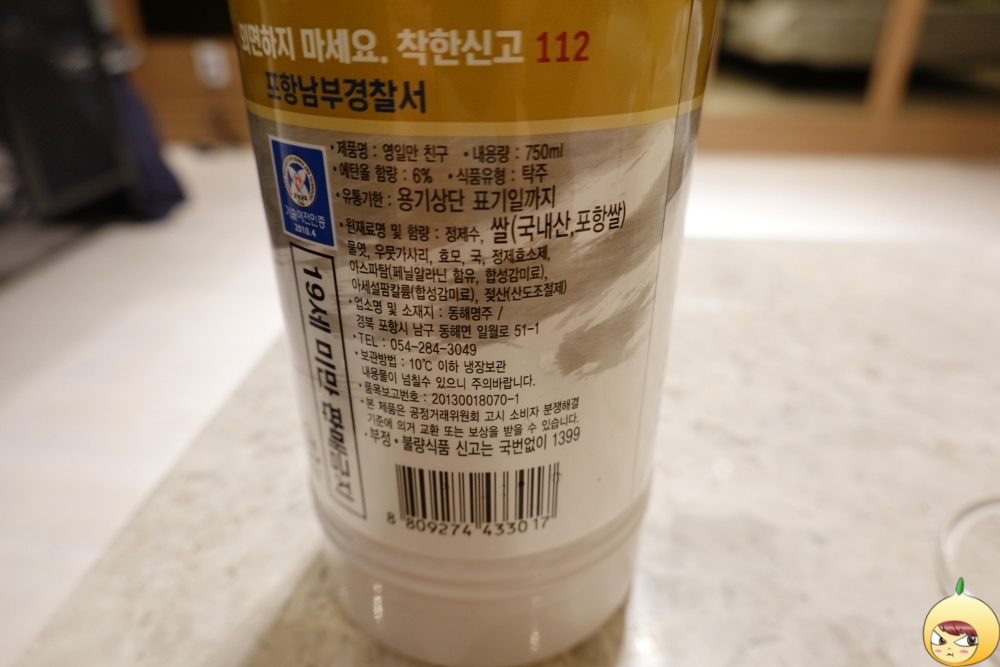 외면하지 마세요. 착한신고 112
포항남부경찰서
기술이전인증
2010.4
• 제품명 : 영일만 친구 • 내용량 : 750ml
• 에탄올 함량 : 6% • 식품유형 : 탁주
• 유통기한 : 용기상단 표기일까지
• 원재료명 및 함량 : 정제수, 쌀(국내산,포항쌀)
물엿, 우뭇가사리, 효모, 국, 정제효소제,
아스파탐(페닐알라닌 함유, 합성감미료),
아세설팜칼륨(합성감미료), 젖산(산도조절제)
• 업소명 및 소재지 : 동해명주 /
경북 포항시 남구 동해면 일월로 51-1
• TEL : 054-284-3049
• 보관방법 : 10℃ 이하 냉장보관
내용물이 넘칠수 있으니 주의바랍니다.
• 품목보고번호 : 20130018070-1
• 본 제품은 공정거래위원회 고시 소비자 분쟁해결
기준에 의거 교환 또는 보상을 받을 수 있습니다.
• 부정 • 불량식품 신고는 국번없이 1399
19세 미만 판매금지
8 809274 433017